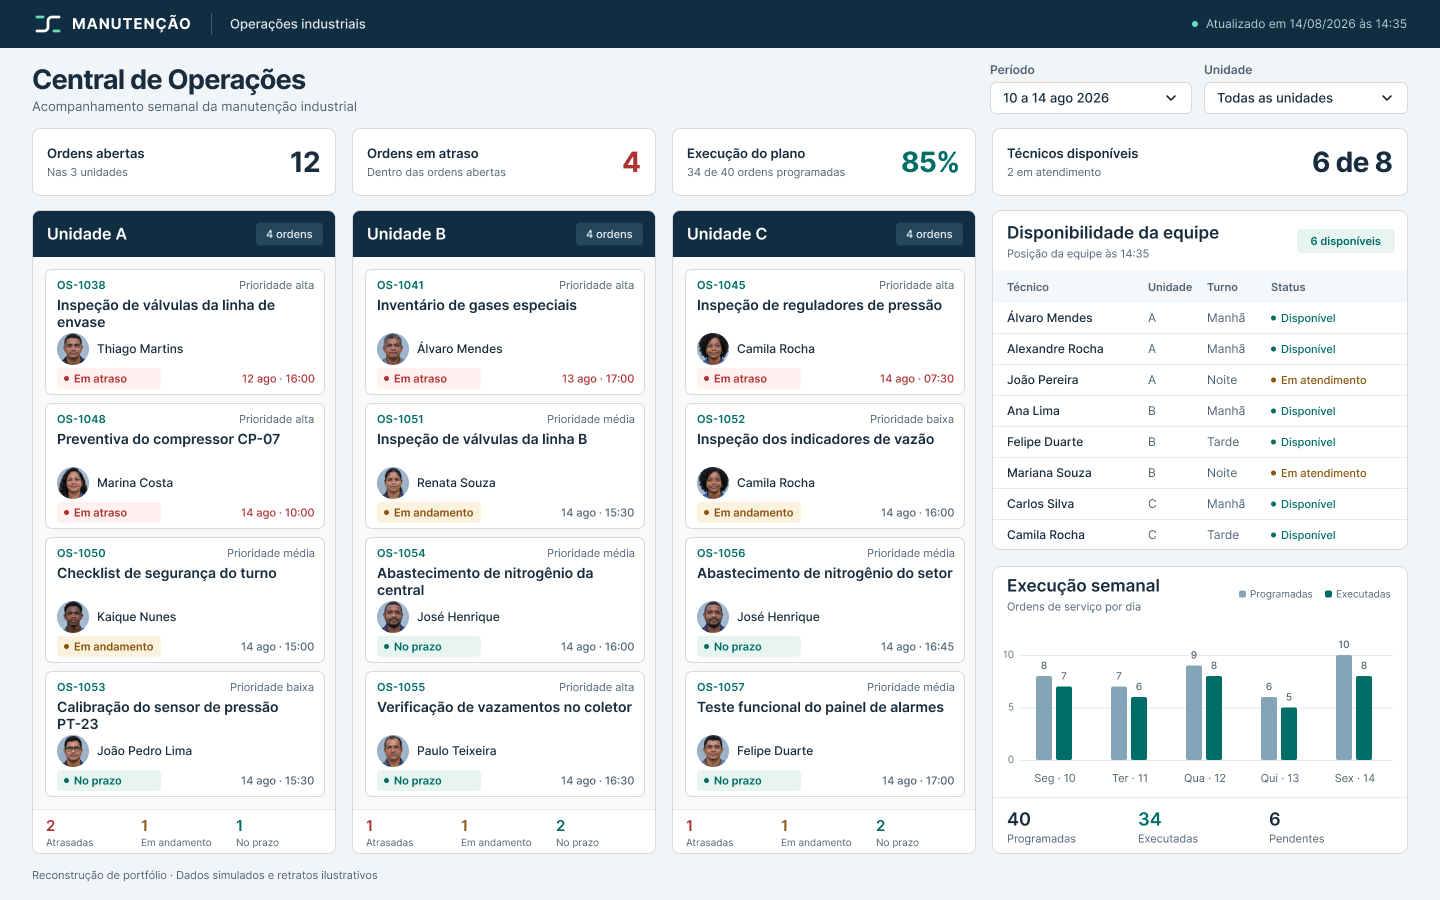 MANUTENÇÃO
Operações industriais
Atualizado em 14/08/2026 às 14:35
Central de Operações
Acompanhamento semanal da manutenção industrial
Período
10 a 14 ago 2026
Unidade
Todas as unidades
Ordens abertas
Nas 3 unidades
12
Ordens em atraso
Dentro das ordens abertas
4
Execução do plano
34 de 40 ordens programadas
85%
Técnicos disponíveis
2 em atendimento
6 de 8
Unidade A
4 ordens
OS-1038
Prioridade alta
Inspeção de válvulas da linha de
envase
Thiago Martins
Em atraso
12 ago · 16:00
OS-1048
Prioridade alta
Preventiva do compressor CP-07
Marina Costa
Em atraso
14 ago · 10:00
OS-1050
Prioridade média
Checklist de segurança do turno
Kaique Nunes
Em andamento
14 ago · 15:00
OS-1053
Prioridade baixa
Calibração do sensor de pressão
PT-23
João Pedro Lima
No prazo
14 ago · 15:30
2
Atrasadas
1
Em andamento
1
No prazo
Unidade B
4 ordens
OS-1041
Prioridade alta
Inventário de gases especiais
Álvaro Mendes
Em atraso
13 ago · 17:00
OS-1051
Prioridade média
Inspeção de válvulas da linha B
Renata Souza
Em andamento
14 ago · 15:30
OS-1054
Prioridade média
Abastecimento de nitrogênio da
central
José Henrique
No prazo
14 ago · 16:00
OS-1055
Prioridade alta
Verificação de vazamentos no coletor
Paulo Teixeira
No prazo
14 ago · 16:30
1
Atrasadas
1
Em andamento
2
No prazo
Unidade C
4 ordens
OS-1045
Prioridade alta
Inspeção de reguladores de pressão
Camila Rocha
Em atraso
14 ago · 07:30
OS-1052
Prioridade baixa
Inspeção dos indicadores de vazão
Camila Rocha
Em andamento
14 ago · 16:00
OS-1056
Prioridade média
Abastecimento de nitrogênio do setor
José Henrique
No prazo
14 ago · 16:45
OS-1057
Prioridade média
Teste funcional do painel de alarmes
Felipe Duarte
No prazo
14 ago · 17:00
1
Atrasadas
1
Em andamento
2
No prazo
Disponibilidade da equipe
Posição da equipe às 14:35
6 disponíveis
Técnico Unidade Turno Status
Álvaro Mendes A Manhã Disponível
Alexandre Rocha A Manhã Disponível
João Pereira A Noite Em atendimento
Ana Lima B Manhã Disponível
Felipe Duarte B Tarde Disponível
Mariana Souza B Noite Em atendimento
Carlos Silva C Manhã Disponível
Camila Rocha C Tarde Disponível
Execução semanal
Ordens de serviço por dia
Programadas Executadas
10
5
0
8 7
7 6
9 8
6 5
10 8
Seg · 10 Ter · 11 Qua · 12 Qui · 13 Sex · 14
40
Programadas
34
Executadas
6
Pendentes
Reconstrução de portfólio · Dados simulados e retratos ilustrativos